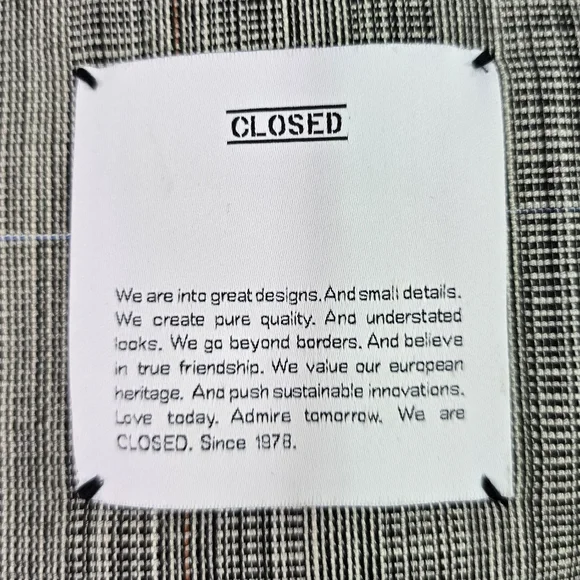 CLOSED
We are into great designs. And small details.
We create pure quality. And understated
looks. We go beyond borders. And believe
in true friendship. We value our european
heritage. And push sustainable innovations.
Love today. Admire tomorrow. We are
CLOSED. Since 1978.